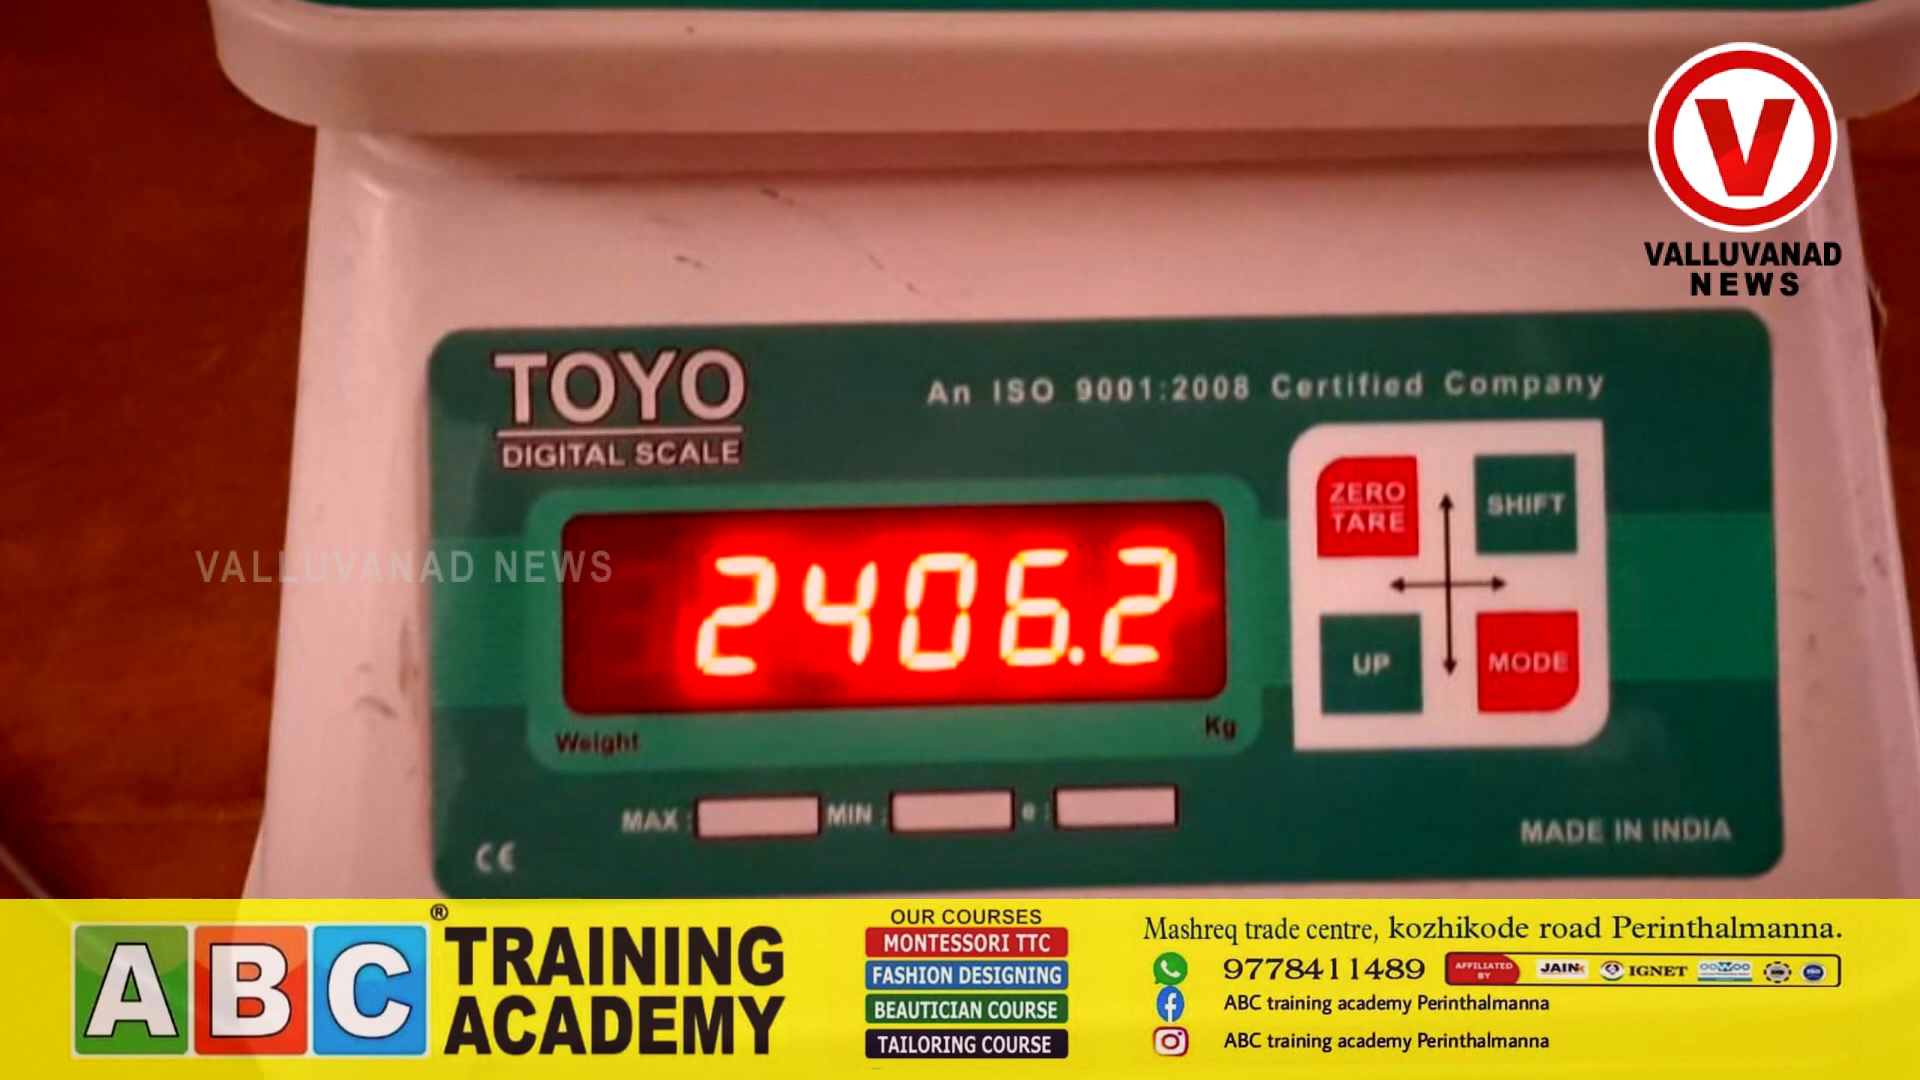 VALLUVANAD
NEWS
TOYO
DIGITAL SCALE
An ISO 9001:2008 Certified Company
2406.2
Weight
Kg
ZERO
TARE
SHIFT
UP
MODE
VALLUVANAD NEWS
MAX :
MIN :
e :
MADE IN INDIA
CE
ABC® TRAINING
ACADEMY
OUR COURSES
MONTESSORI TTC
FASHION DESIGNING
BEAUTICIAN COURSE
TAILORING COURSE
Mashreq trade centre, kozhikode road Perinthalmanna.
9778411489
AFFILIATED
BY
JAIN
IGNET
ABC training academy Perinthalmanna
ABC training academy Perinthalmanna